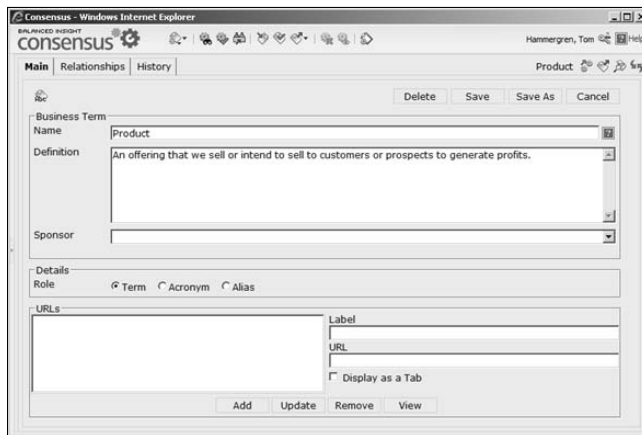 Consensus - Windows Internet Explorer
BALANCED INSIGHT
consensus
Hammergren, Tom
Help
Main Relationships History
Product
Abc
Delete Save Save As Cancel
Business Term
Name Product
Definition An offering that we sell or intend to sell to customers or prospects to generate profits.
Sponsor
Details
Role Term Acronym Alias
URLs
Label
URL
Display as a Tab
Add Update Remove View